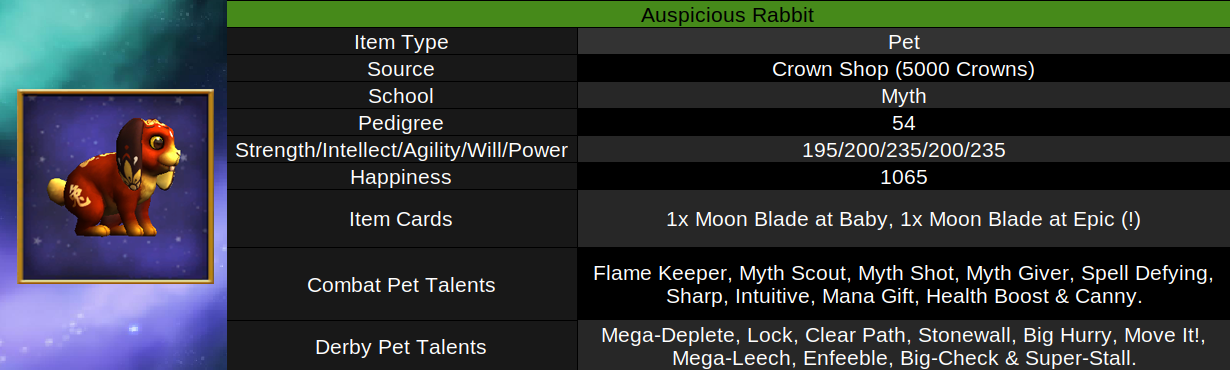 Auspicious Rabbit
Item Type Pet
Source Crown Shop (5000 Crowns)
School Myth
Pedigree 54
Strength/Intellect/Agility/Will/Power 195/200/235/200/235
Happiness 1065
Item Cards 1x Moon Blade at Baby, 1x Moon Blade at Epic (!)
Combat Pet Talents Flame Keeper, Myth Scout, Myth Shot, Myth Giver, Spell Defying,
Sharp, Intuitive, Mana Gift, Health Boost & Canny.
Derby Pet Talents Mega-Deplete, Lock, Clear Path, Stonewall, Big Hurry, Move It!,
Mega-Leech, Enfeeble, Big-Check & Super-Stall.
兔